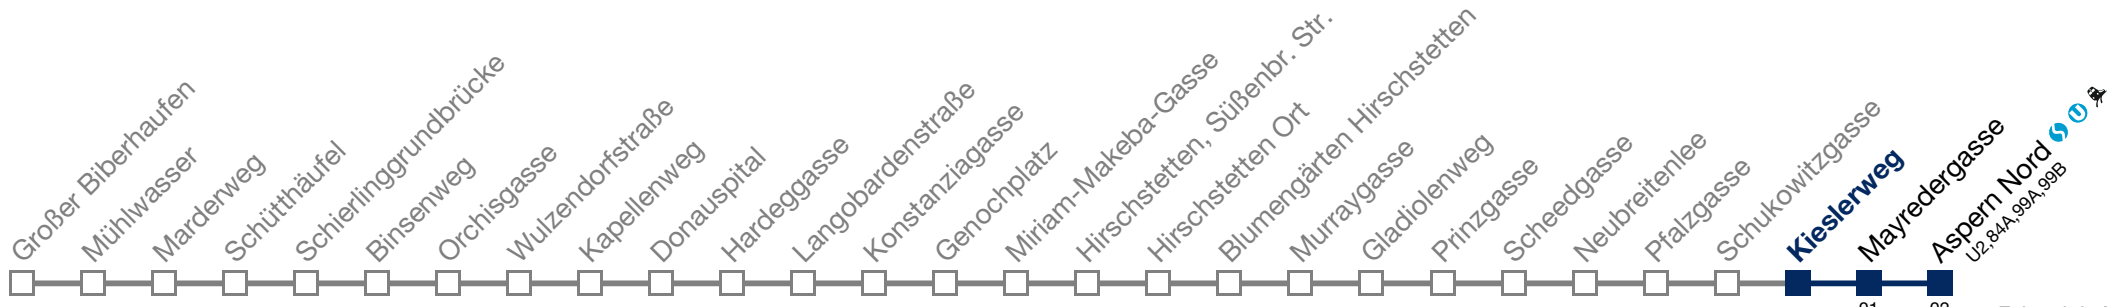 Großer Biberhaufen
Mühlwasser
Marderweg
Schütthäufel
Schierlinggrundbrücke
Binsenweg
Orchisgasse
Wulzendorfstraße
Kapellenweg
Donauspital
Hardeggasse
Langobardenstraße
Konstanziagasse
Genochplatz
Miriam-Makeba-Gasse
Hirschstetten, Süßenbr. Str.
Hirschstetten Ort
Blumengärten Hirschstetten
Murraygasse
Gladiolenweg
Prinzgasse
Scheedgasse
Neubreitenlee
Pfalzgasse
Schukowitzgasse
Kieslerweg
Mayredergasse
Aspern Nord
U2,84A,99A,99B